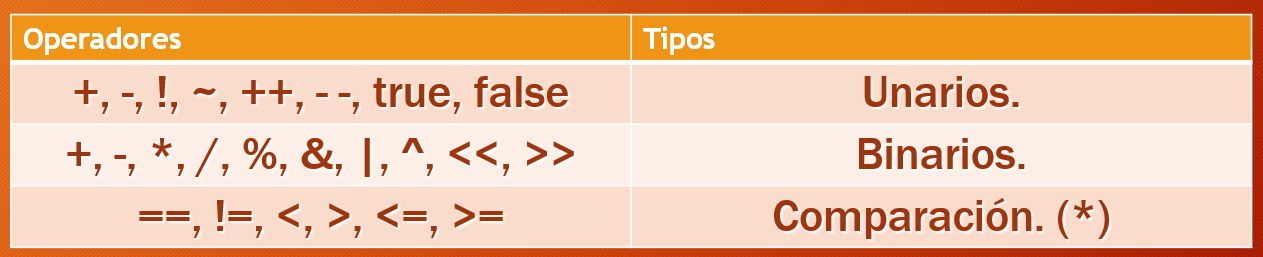 Operadores Tipos
+, -, !, ~, ++, - -, true, false Unarios.
+, -, *, /, %, &, |, ^, <<, >> Binarios.
==, !=, <, >, <=, >= Comparación. (*)